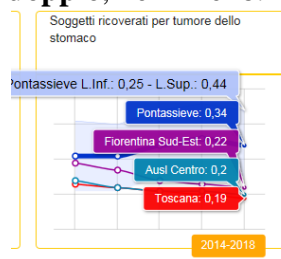 Soggetti ricoverati per tumore dello
stomaco
Pontassieve L.Inf.: 0,25 - L.Sup.: 0,44
Pontassieve: 0,34
Fiorentina Sud-Est: 0,22
Ausl Centro: 0,2
Toscana: 0,19
2014-2018